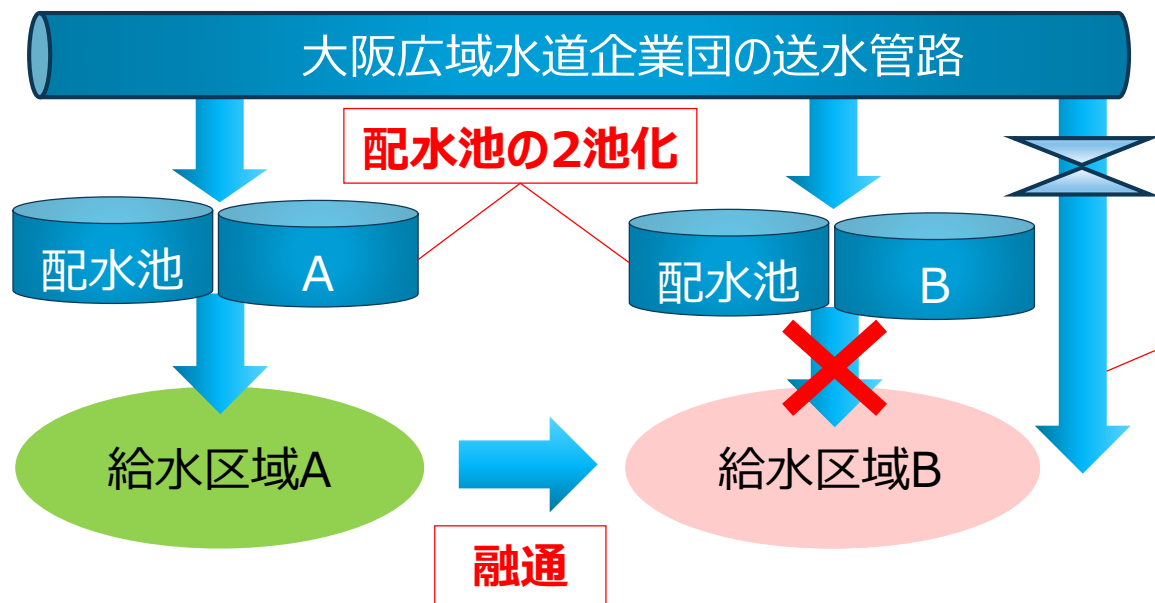 大阪広域水道企業団の送水管路
配水池の2池化
配水池 A
配水池 B
給水区域A
給水区域B
融通